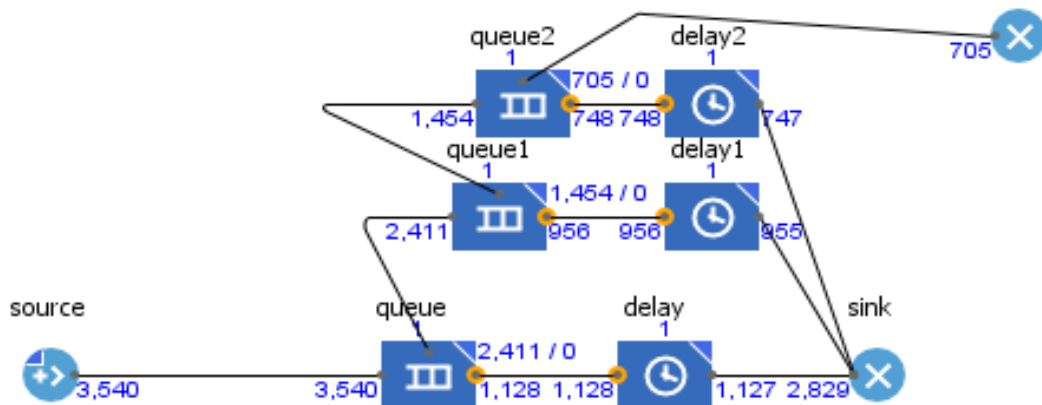 queue2
delay2
1
1
705
705 / 0
1,454
748
748
747
queue1
delay1
1
1
1,454 / 0
2,411
956
956
955
source
queue
delay
sink
1
1
2,411 / 0
3,540
3,540
1,128
1,128
1,127
2,829